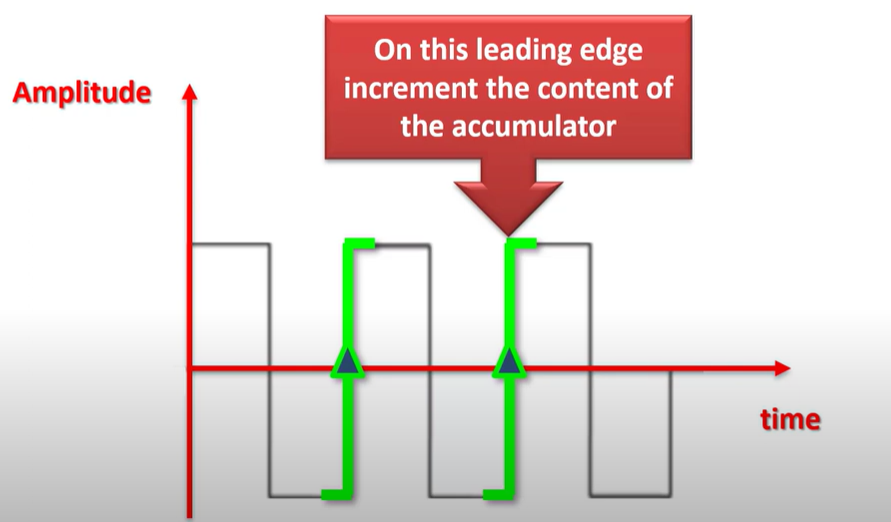 On this leading edge
increment the content of
the accumulator
Amplitude
time